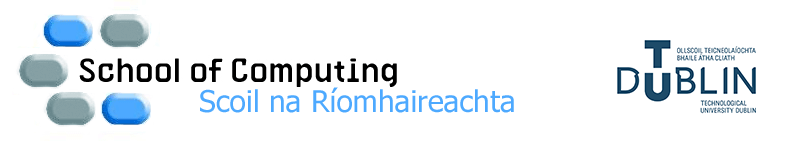 School of Computing
Scoil na Ríomhaireachta
OLLSCOIL TEICNEOLAÍOCHTA
BHAILE ÁTHA CLIATH
TU DUBLIN
TECHNOLOGICAL
UNIVERSITY DUBLIN